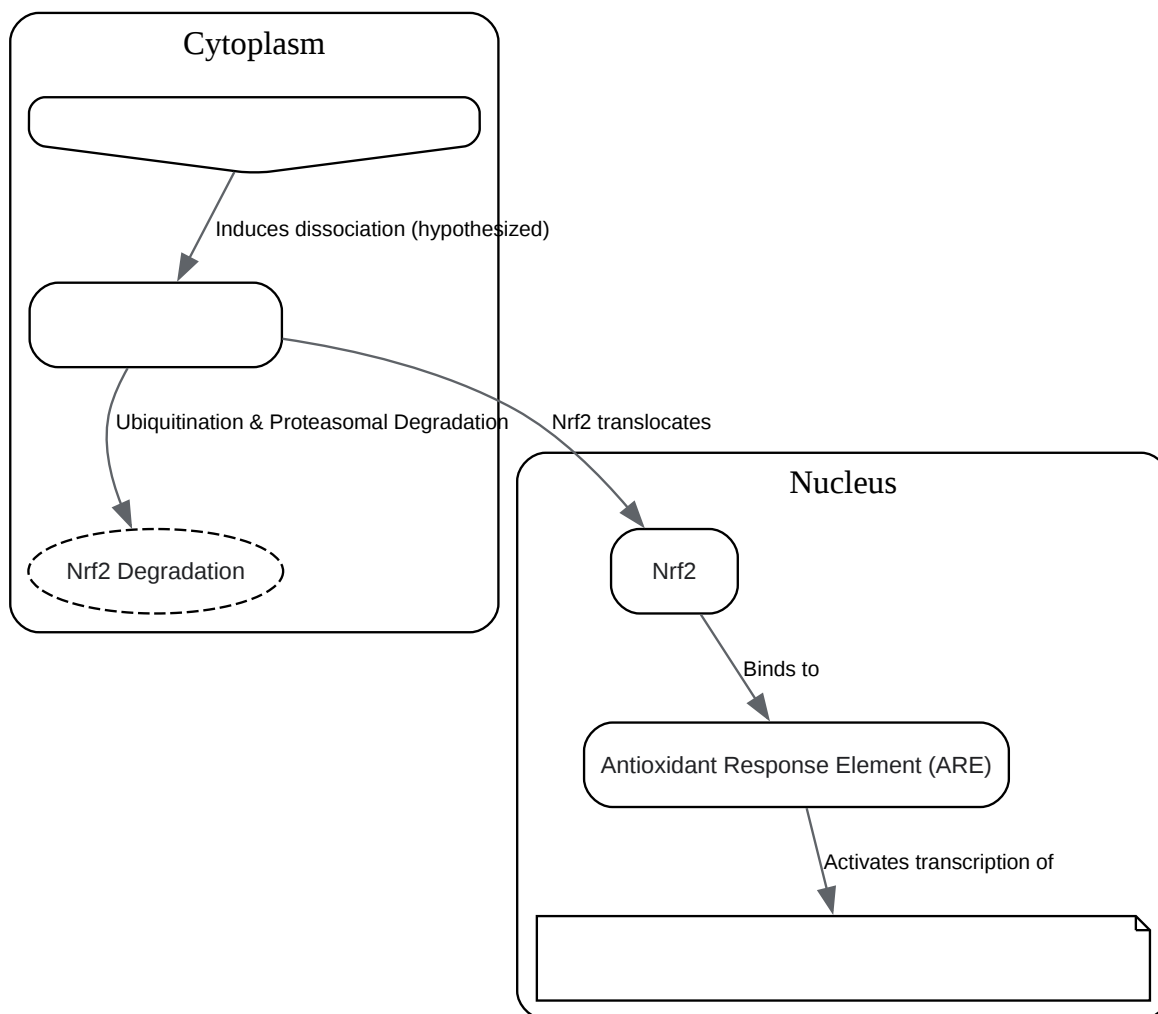 Cytoplasm
Induces dissociation (hypothesized)
Ubiquitination & Proteasomal Degradation
Nrf2 translocates
Nrf2 Degradation
Nucleus
Nrf2
Binds to
Antioxidant Response Element (ARE)
Activates transcription of